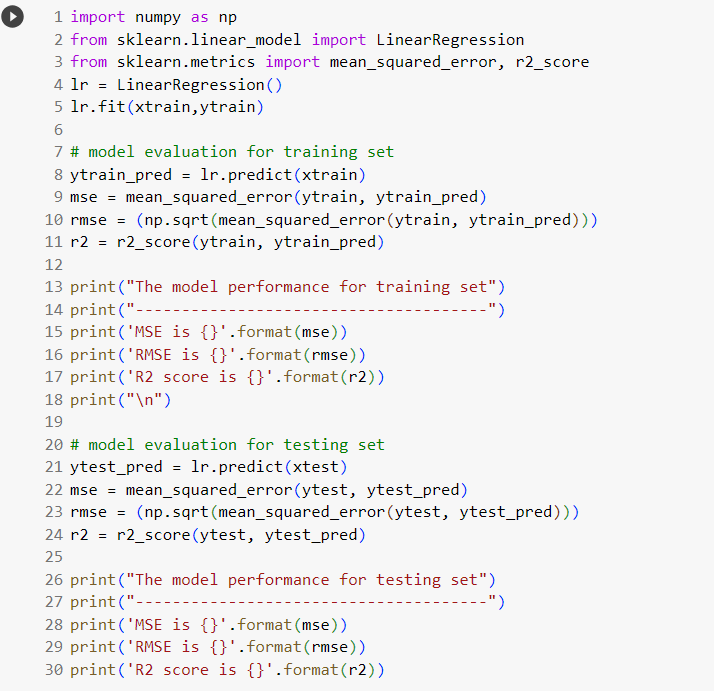 1 import numpy as np
2 from sklearn.linear_model import LinearRegression
3 from sklearn.metrics import mean_squared_error, r2_score
4 lr = LinearRegression()
5 lr.fit(xtrain,ytrain)
6
7 # model evaluation for training set
8 ytrain_pred = lr.predict(xtrain)
9 mse = mean_squared_error(ytrain, ytrain_pred)
10 rmse = (np.sqrt(mean_squared_error(ytrain, ytrain_pred)))
11 r2 = r2_score(ytrain, ytrain_pred)
12
13 print("The model performance for training set")
14 print("--------------------------------------")
15 print('MSE is {}'.format(mse))
16 print('RMSE is {}'.format(rmse))
17 print('R2 score is {}'.format(r2))
18 print("\n")
19
20 # model evaluation for testing set
21 ytest_pred = lr.predict(xtest)
22 mse = mean_squared_error(ytest, ytest_pred)
23 rmse = (np.sqrt(mean_squared_error(ytest, ytest_pred)))
24 r2 = r2_score(ytest, ytest_pred)
25
26 print("The model performance for testing set")
27 print("--------------------------------------")
28 print('MSE is {}'.format(mse))
29 print('RMSE is {}'.format(rmse))
30 print('R2 score is {}'.format(r2))